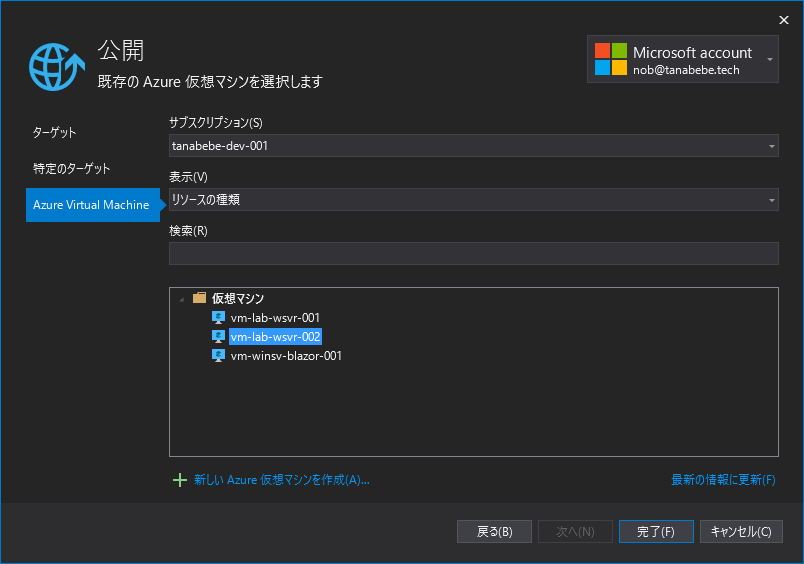 公開
既存の Azure 仮想マシンを選択します
Microsoft account
nob@tanabebe.tech
ターゲット
特定のターゲット
Azure Virtual Machine
サブスクリプション(S)
tanabebe-dev-001
表示(V)
リソースの種類
検索(R)
仮想マシン
vm-lab-wsvr-001
vm-lab-wsvr-002
vm-winsv-blazor-001
新しい Azure 仮想マシンを作成(A)...
最新の情報に更新(F)
戻る(B)
次へ(N)
完了(F)
キャンセル(C)